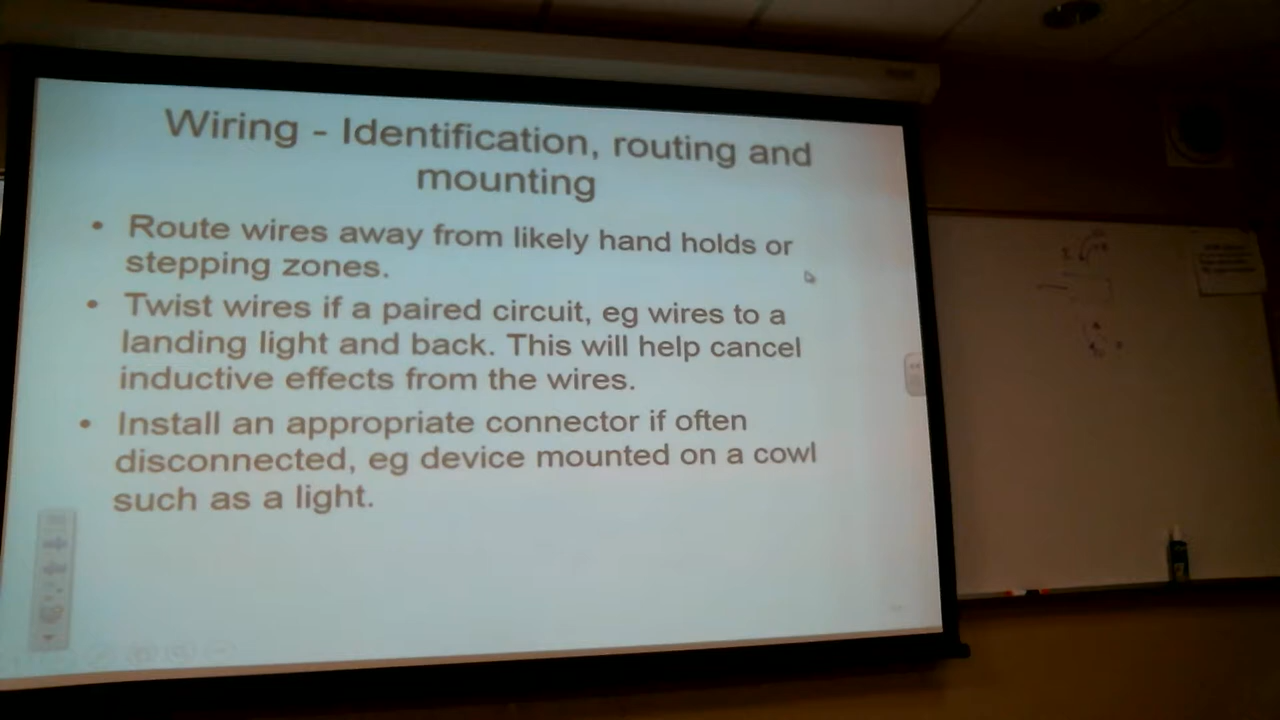 Wiring - Identification, routing and
mounting
• Route wires away from likely hand holds or
stepping zones.
• Twist wires if a paired circuit, eg wires to a
landing light and back. This will help cancel
inductive effects from the wires.
• Install an appropriate connector if often
disconnected, eg device mounted on a cowl
such as a light.